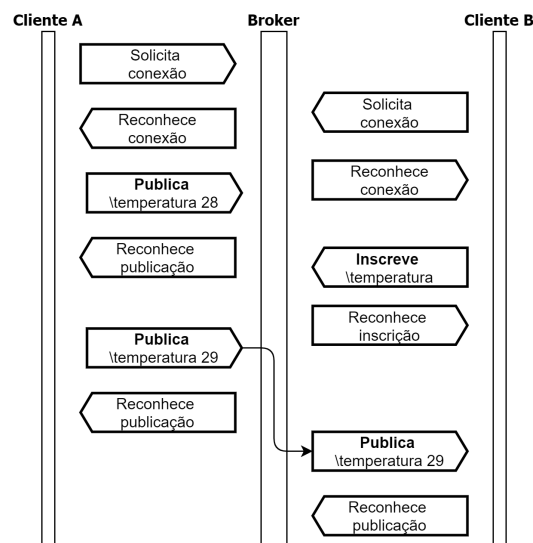 Cliente A
Broker
Cliente B
Solicita
conexão
Solicita
conexão
Reconhece
conexão
Reconhece
conexão
Publica
\temperatura 28
Reconhece
publicação
Inscreve
\temperatura
Reconhece
inscrição
Publica
\temperatura 29
Reconhece
publicação
Publica
\temperatura 29
Reconhece
publicação